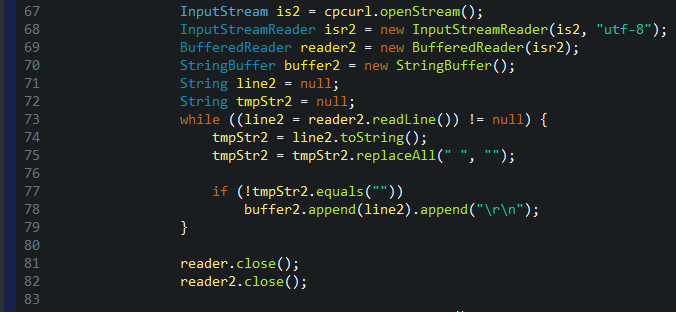 67 InputStream is2 = cpcurl.openStream();
68 InputStreamReader isr2 = new InputStreamReader(is2, "utf-8");
69 BufferedReader reader2 = new BufferedReader(isr2);
70 StringBuffer buffer2 = new StringBuffer();
71 String line2 = null;
72 String tmpStr2 = null;
73 while ((line2 = reader2.readLine()) != null) {
74 tmpStr2 = line2.toString();
75 tmpStr2 = tmpStr2.replaceAll(" ", "");
76
77 if (!tmpStr2.equals(""))
78 buffer2.append(line2).append("\r\n");
79 }
80
81 reader.close();
82 reader2.close();
83